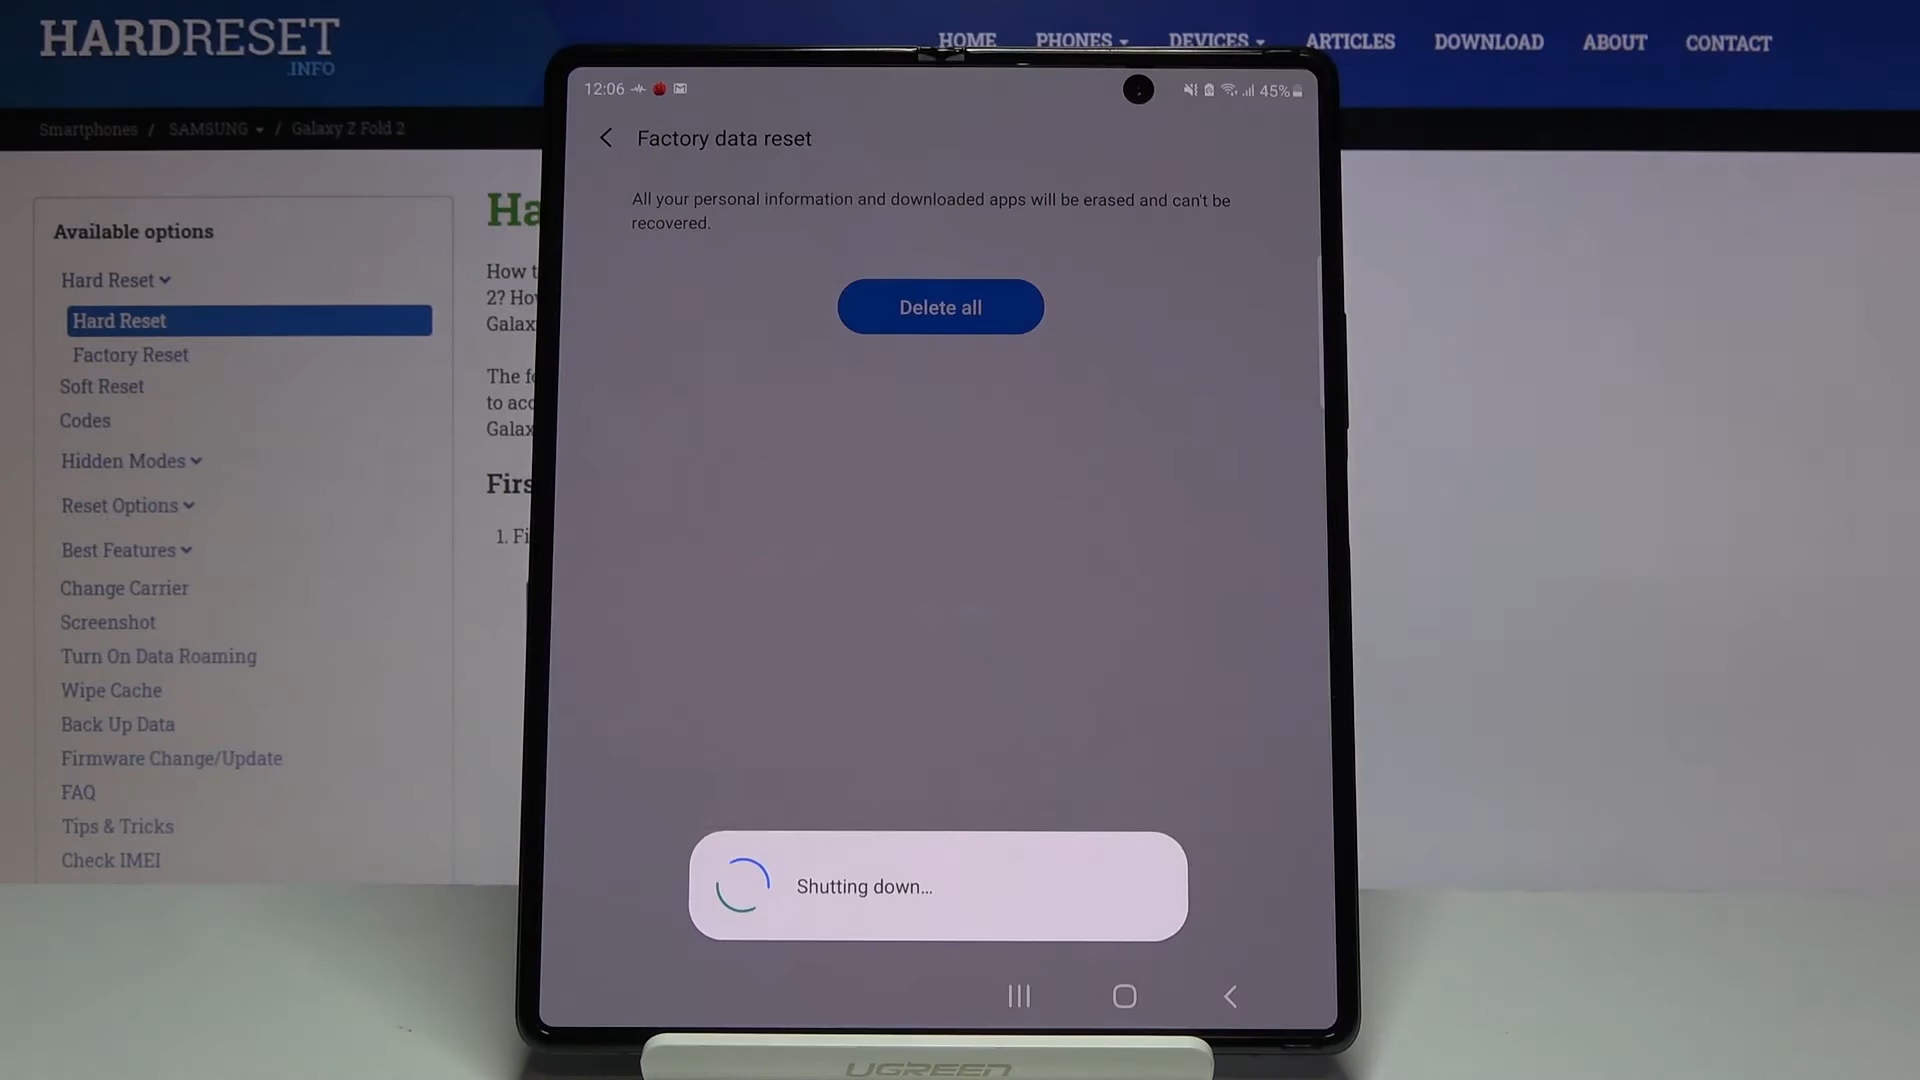 HARDRESET
.INFO
HOME PHONES DEVICES ARTICLES DOWNLOAD ABOUT CONTACT
Smartphones / SAMSUNG / Galaxy Z Fold 2
Available options
Hard Reset
Hard Reset
Factory Reset
Soft Reset
Codes
Hidden Modes
Reset Options
Best Features
Change Carrier
Screenshot
Turn On Data Roaming
Wipe Cache
Back Up Data
Firmware Change/Update
FAQ
Tips & Tricks
Check IMEI
Ha
How t
2? How
Galax
The fo
to acc
Galax
Firs
1. Fi
12:06
45%
Factory data reset
All your personal information and downloaded apps will be erased and can't be
recovered.
Delete all
Shutting down...
UGREEN